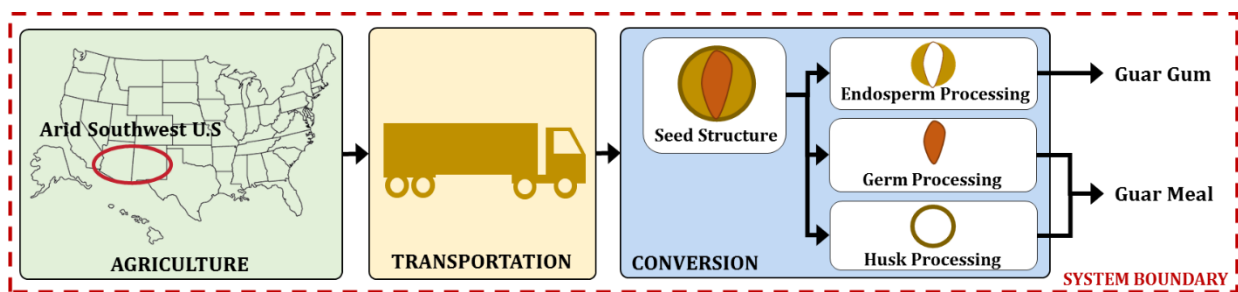 Arid Southwest U.S
AGRICULTURE
TRANSPORTATION
CONVERSION
Seed Structure
Endosperm Processing
Germ Processing
Husk Processing
Guar Gum
Guar Meal
SYSTEM BOUNDARY